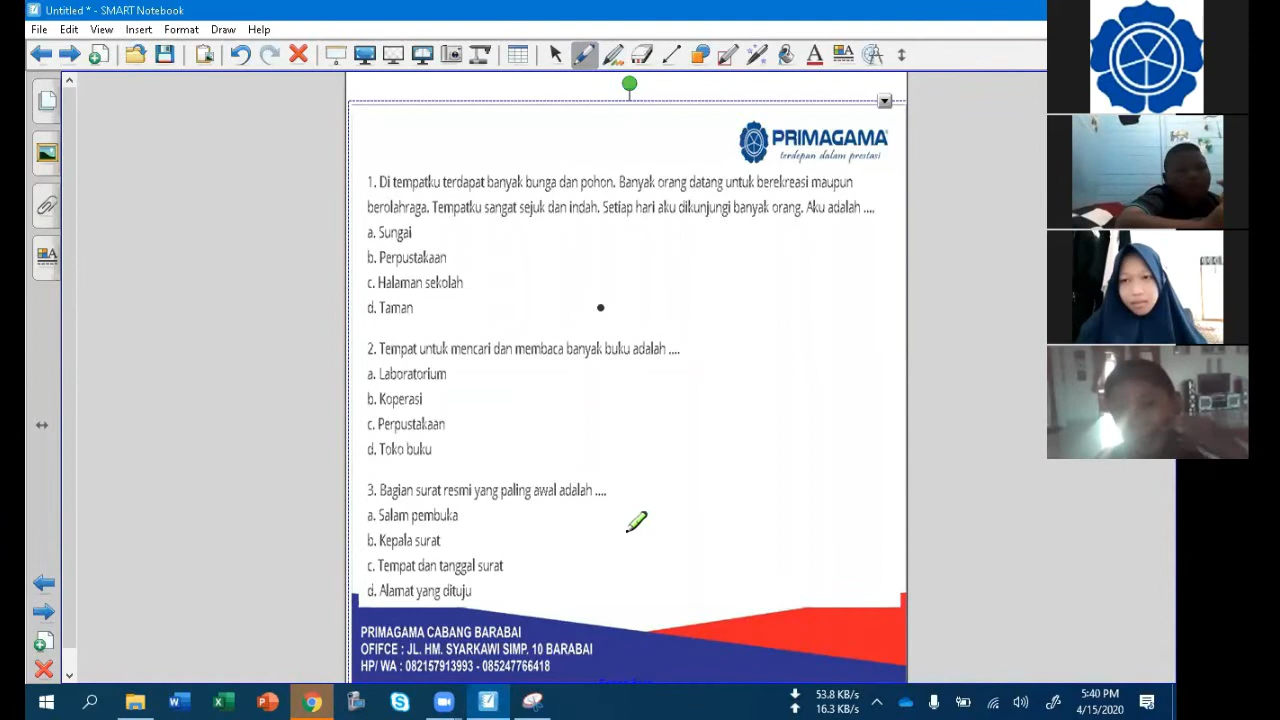 Untitled * - SMART Notebook
File Edit View Insert Format Draw Help
PRIMAGAMA
terdepan dalam prestasi
1. Di tempatku terdapat banyak bunga dan pohon. Banyak orang datang untuk berekreasi maupun
berolahraga. Tempatku sangat sejuk dan indah. Setiap hari aku dikunjungi banyak orang. Aku adalah ....
a. Sungai
b. Perpustakaan
c. Halaman sekolah
d. Taman
2. Tempat untuk mencari dan membaca banyak buku adalah ....
a. Laboratorium
b. Koperasi
c. Perpustakaan
d. Toko buku
3. Bagian surat resmi yang paling awal adalah ....
a. Salam pembuka
b. Kepala surat
c. Tempat dan tanggal surat
d. Alamat yang dituju
PRIMAGAMA CABANG BARABAI
OFIFCE : JL. HM. SYARKAWI SIMP. 10 BARABAI
HP/ WA : 082157913993 - 085247766418
53.8 KB/s
16.3 KB/s
5:40 PM
4/15/2020